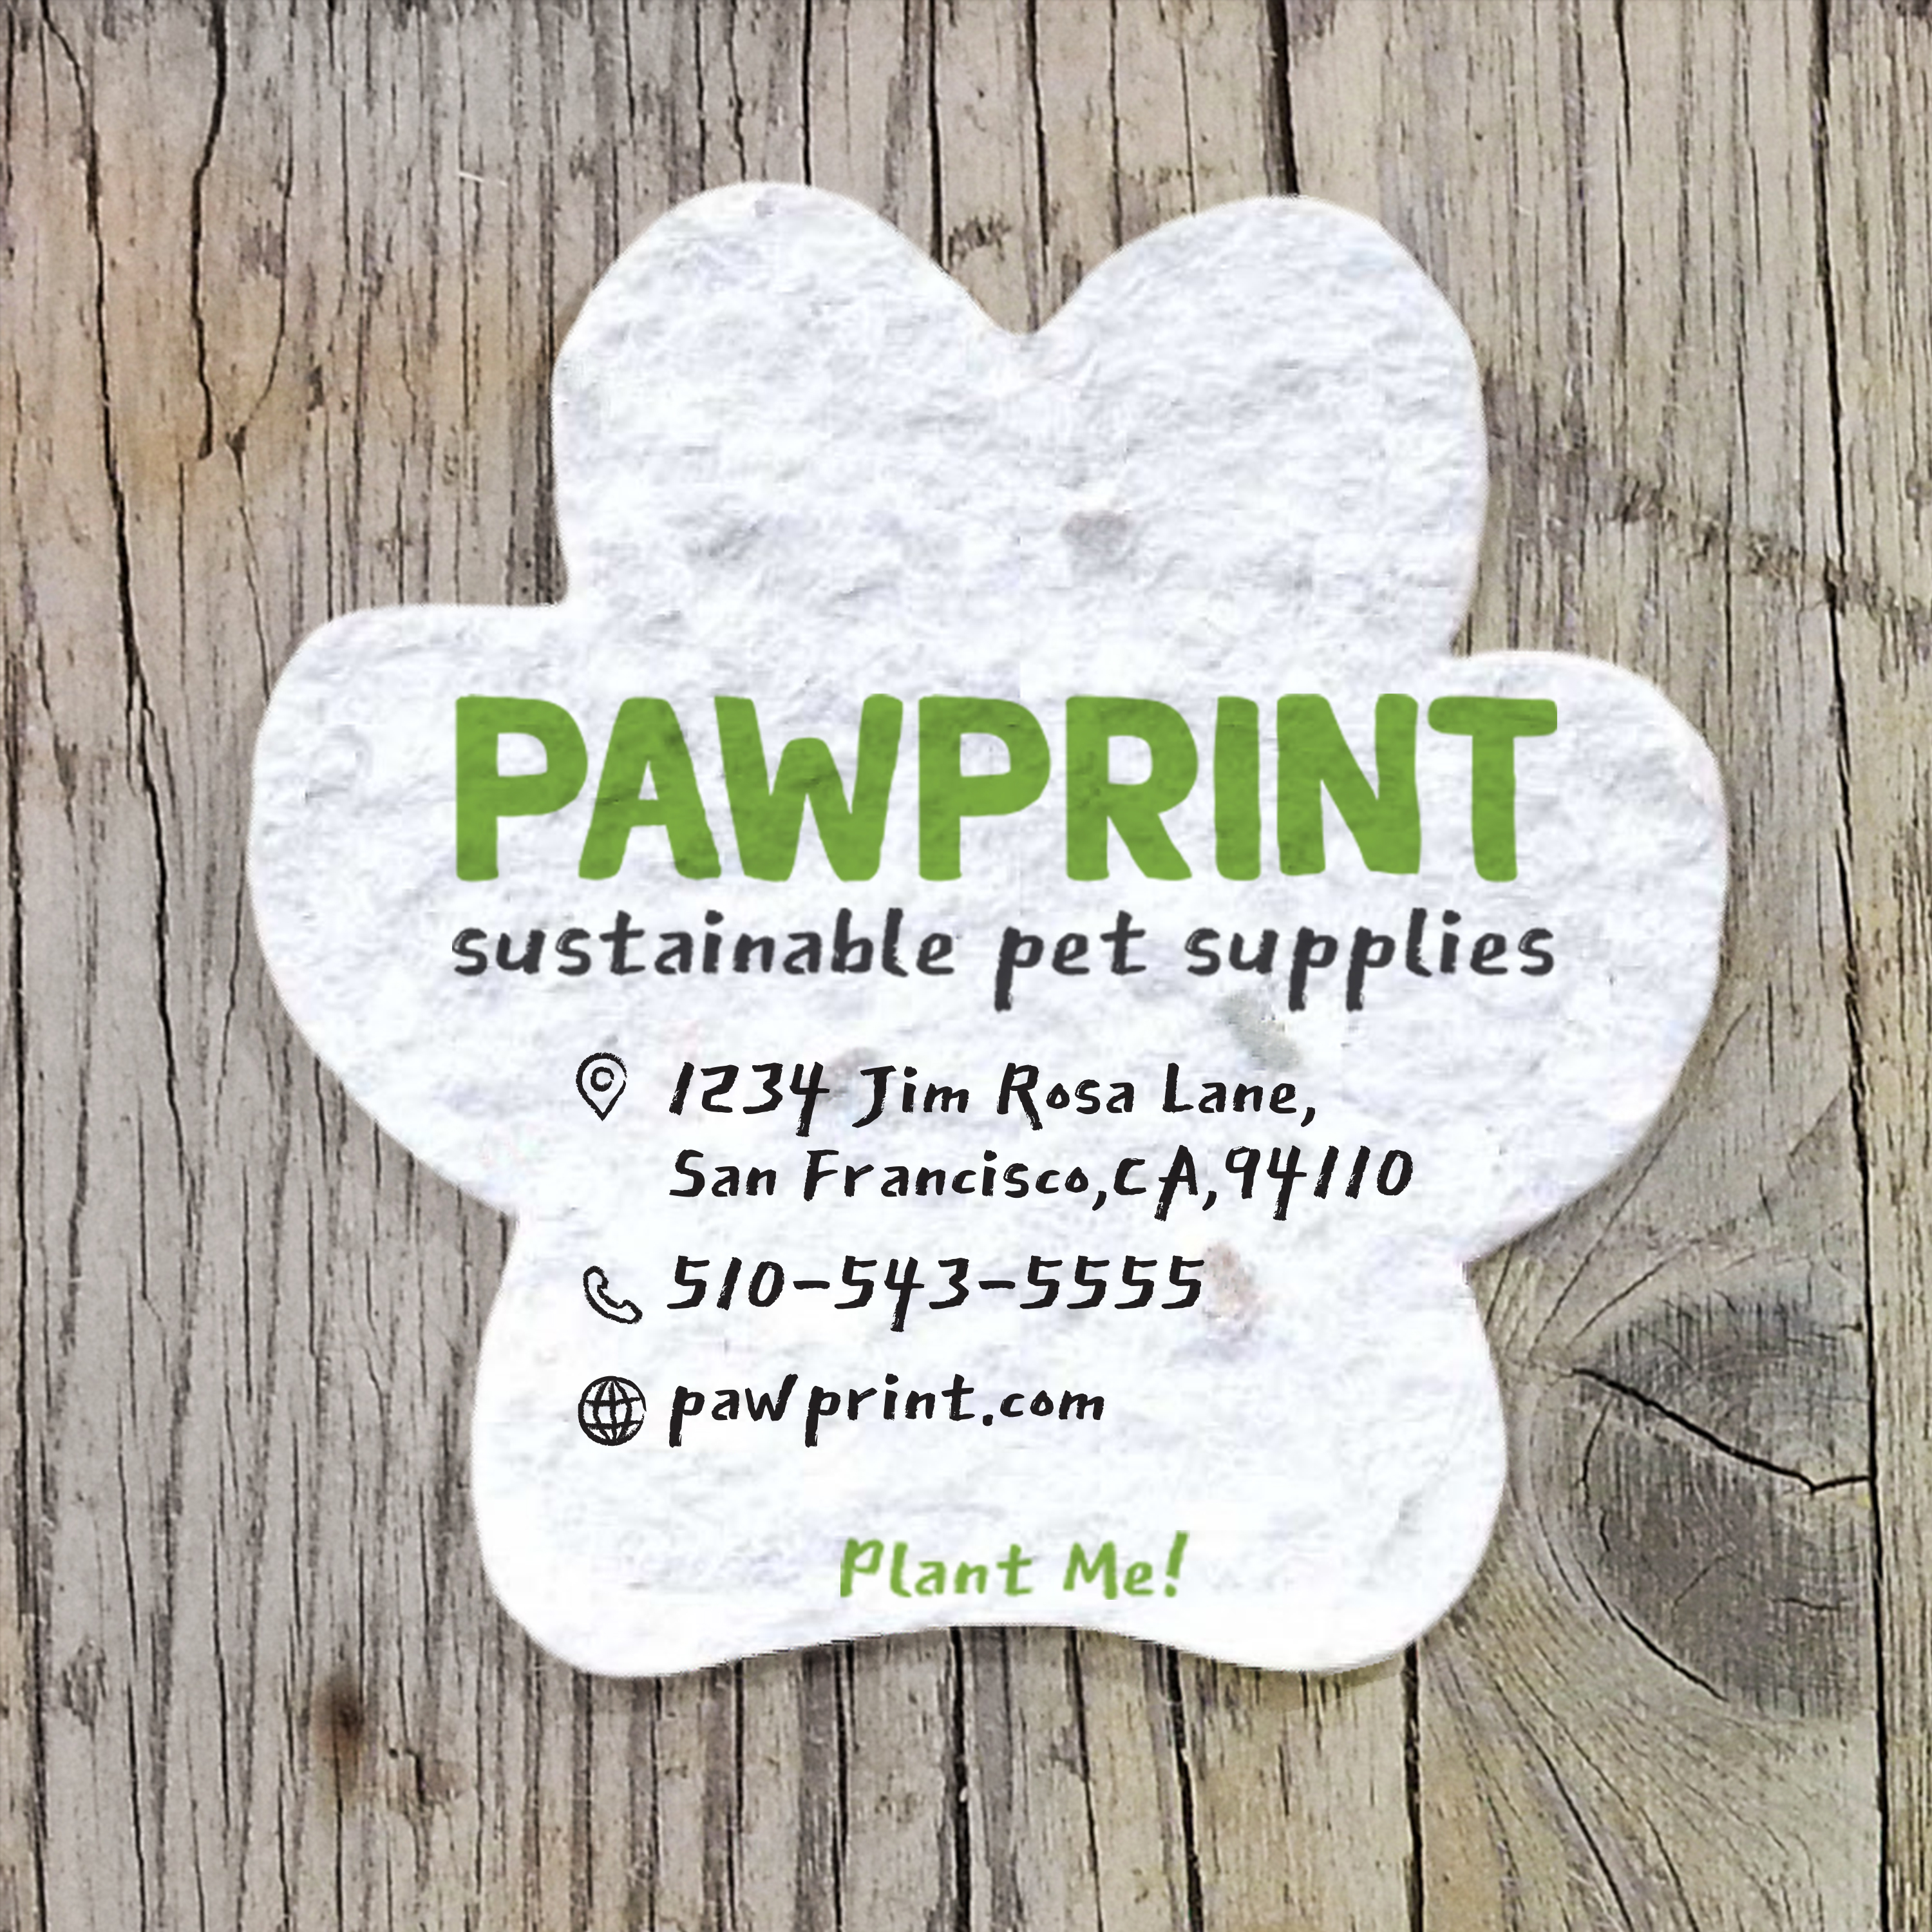 PAWPRINT
sustainable pet supplies
1234 Jim Rosa Lane,
San Francisco,CA,94110
510-543-5555
pawprint.com
Plant Me!